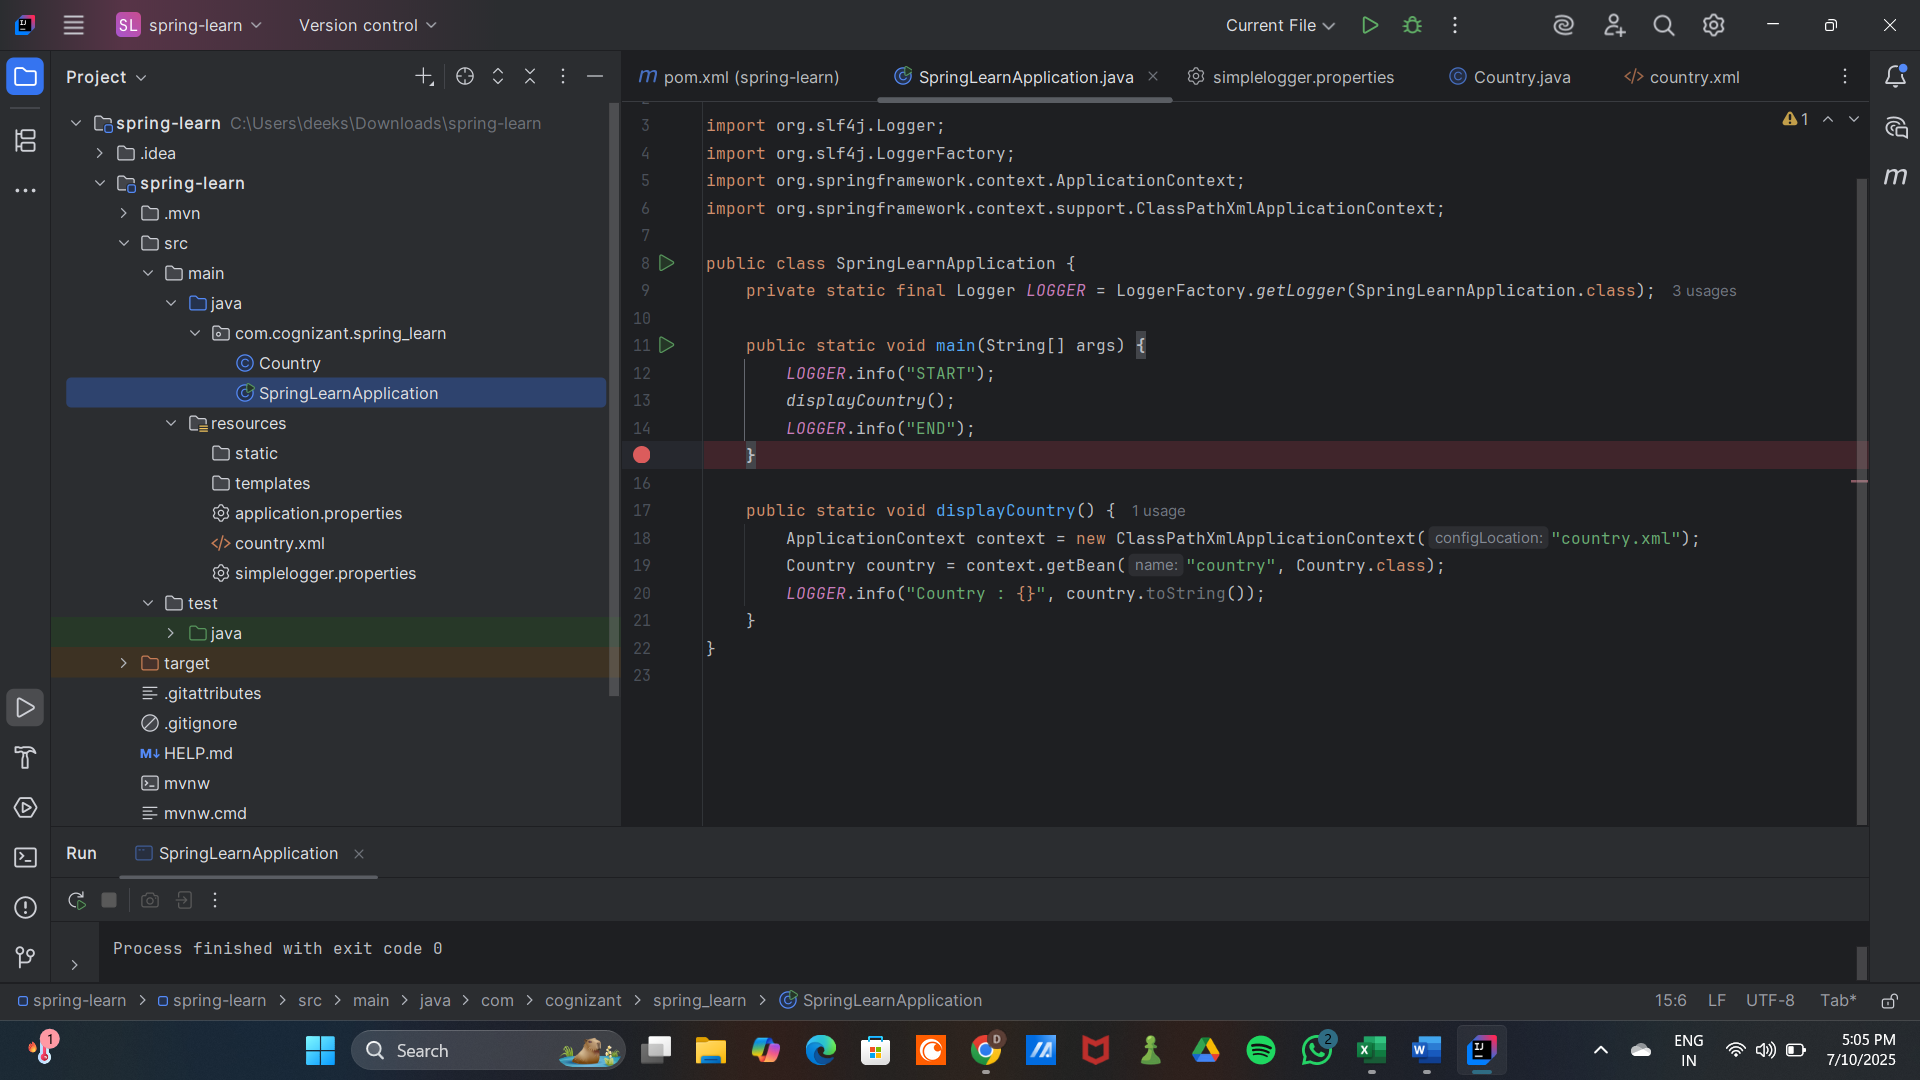 SL spring-learn Version control Current File
Project
pom.xml (spring-learn) SpringLearnApplication.java simplelogger.properties Country.java country.xml
spring-learn C:\Users\deeks\Downloads\spring-learn
.idea
spring-learn
.mvn
src
main
java
com.cognizant.spring_learn
Country
SpringLearnApplication
resources
static
templates
application.properties
country.xml
simplelogger.properties
test
java
target
.gitattributes
.gitignore
HELP.md
mvnw
mvnw.cmd
1
3 import org.slf4j.Logger;
4 import org.slf4j.LoggerFactory;
5 import org.springframework.context.ApplicationContext;
6 import org.springframework.context.support.ClassPathXmlApplicationContext;
7
8 public class SpringLearnApplication {
9 private static final Logger LOGGER = LoggerFactory.getLogger(SpringLearnApplication.class); 3 usages
10
11 public static void main(String[] args) {
12 LOGGER.info("START");
13 displayCountry();
14 LOGGER.info("END");
}
16
17 public static void displayCountry() { 1 usage
18 ApplicationContext context = new ClassPathXmlApplicationContext( configLocation: "country.xml");
19 Country country = context.getBean( name: "country", Country.class);
20 LOGGER.info("Country : {}", country.toString());
21 }
22 }
23
Run SpringLearnApplication
Process finished with exit code 0
spring-learn > spring-learn > src > main > java > com > cognizant > spring_learn > SpringLearnApplication 15:6 LF UTF-8 Tab*
1 Search D 2 ENG
IN
5:05 PM
7/10/2025